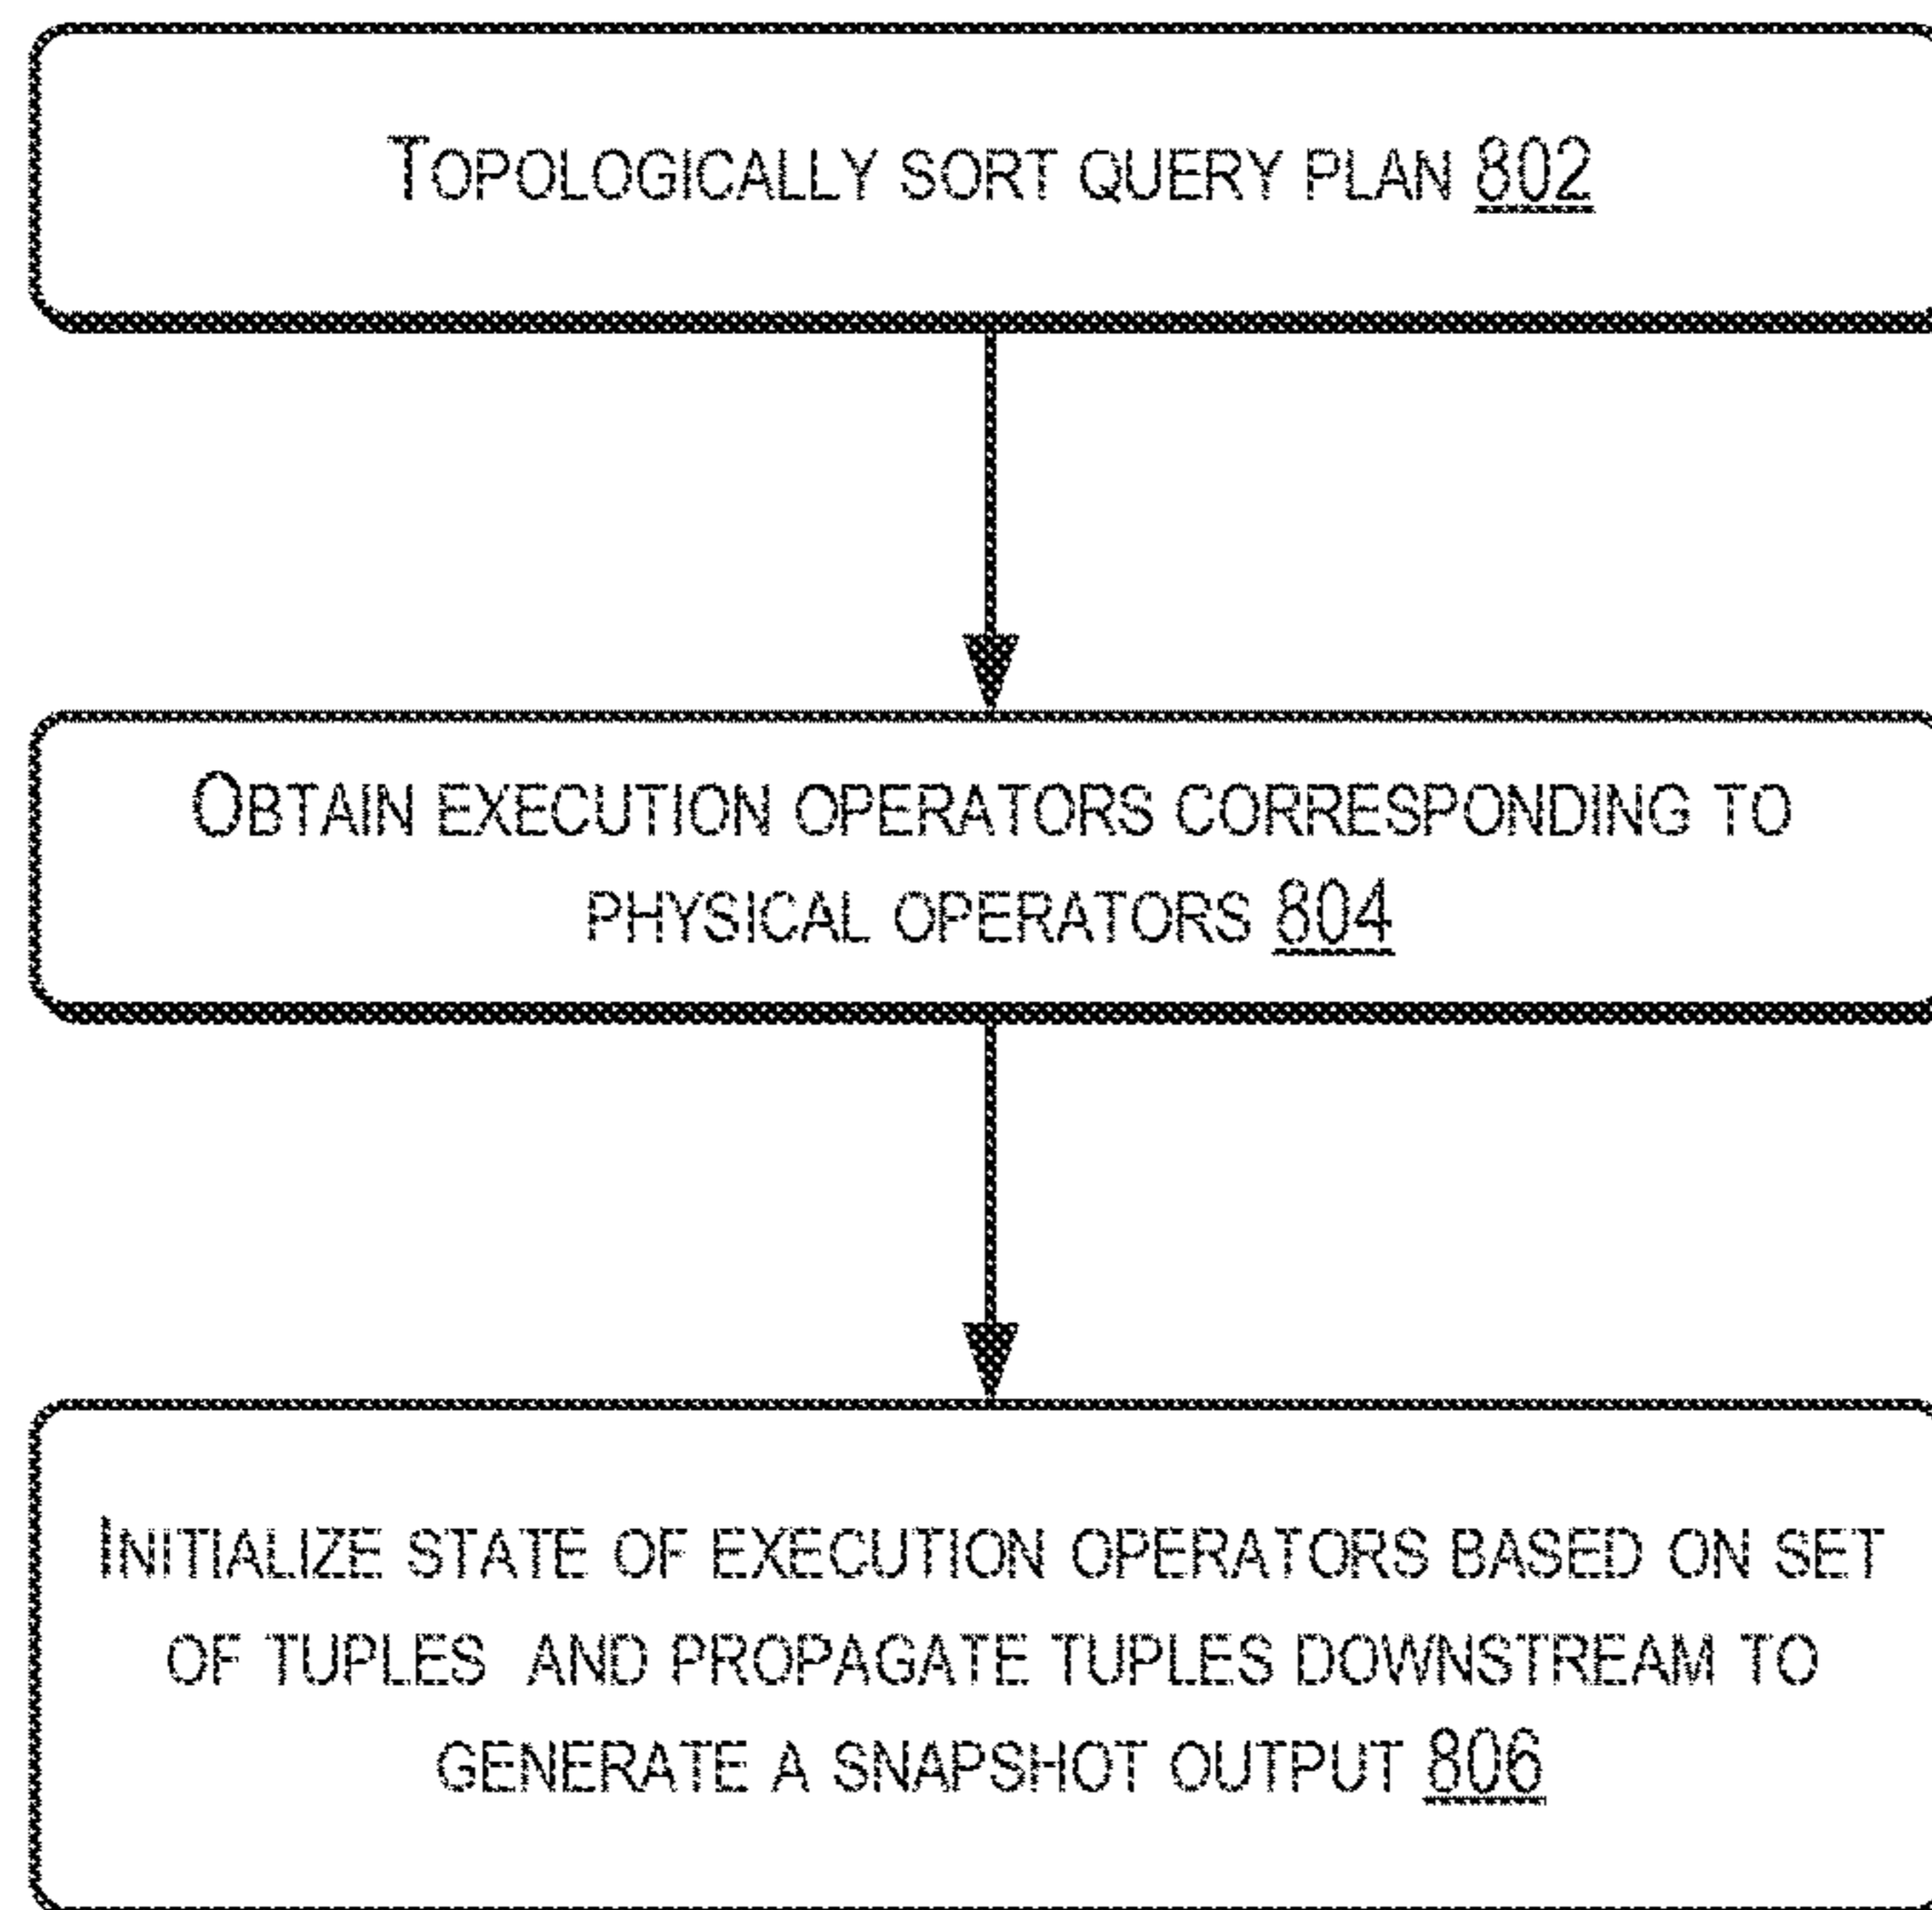 TOPOLOGICALLY SORT QUERY PLAN 802
OBTAIN EXECUTION OPERATORS CORRESPONDING TO
PHYSICAL OPERATORS 804
INITIALIZE STATE OF EXECUTION OPERATORS BASED ON SET
OF TUPLES AND PROPAGATE TUPLES DOWNSTREAM TO
GENERATE A SNAPSHOT OUTPUT 806